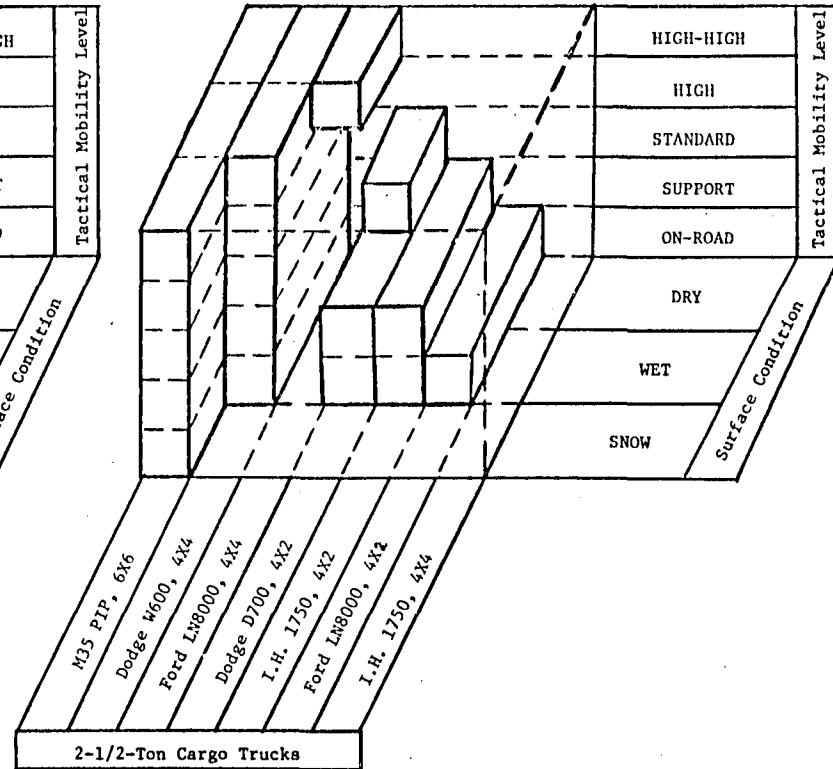 Tactical Mobility Level
HIGH-HIGH
HIGH
STANDARD
SUPPORT
ON-ROAD
DRY
WET
SNOW
Surface Condition
Tactical Mobility Level
M35 PIP, 6X6
Dodge W600, 4X4
Ford LN8000, 4X4
Dodge D700, 4X2
I.H. 1750, 4X2
Ford LN8000, 4X2
I.H. 1750, 4X4
2-1/2-Ton Cargo Trucks
Surface Condition